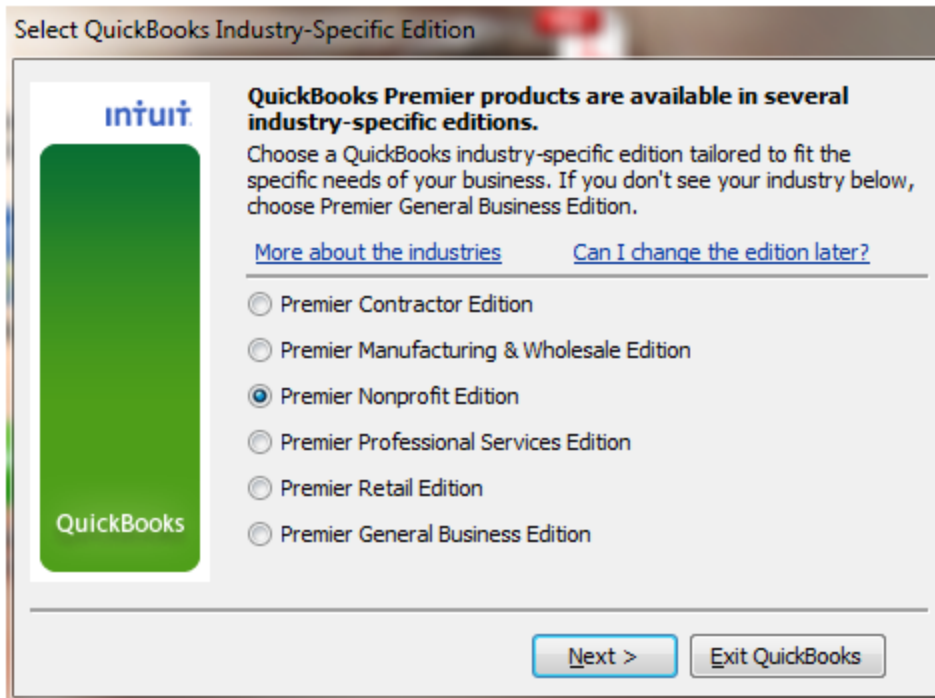 Select QuickBooks Industry-Specific Edition
intuit
QuickBooks Premier products are available in several
industry-specific editions.
Choose a QuickBooks industry-specific edition tailored to fit the
specific needs of your business. If you don't see your industry below,
choose Premier General Business Edition.
More about the industries Can I change the edition later?
Premier Contractor Edition
Premier Manufacturing & Wholesale Edition
Premier Nonprofit Edition
Premier Professional Services Edition
Premier Retail Edition
QuickBooks
Premier General Business Edition
Next > Exit QuickBooks